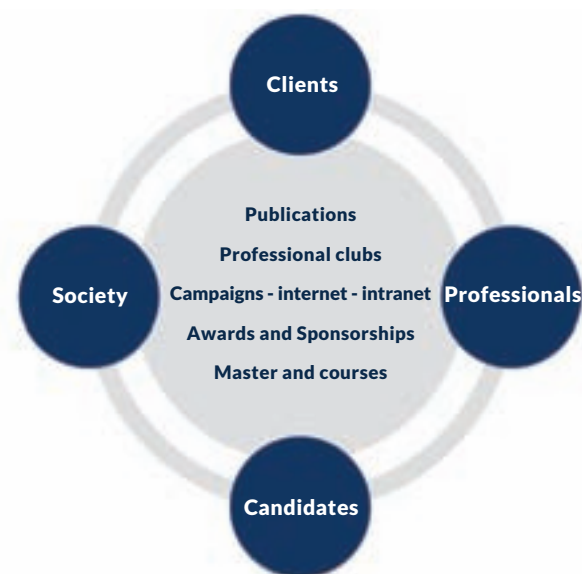 Clients
Publications
Professional clubs
Society
Campaigns - internet - intranet
Professionals
Awards and Sponsorships
Master and courses
Candidates